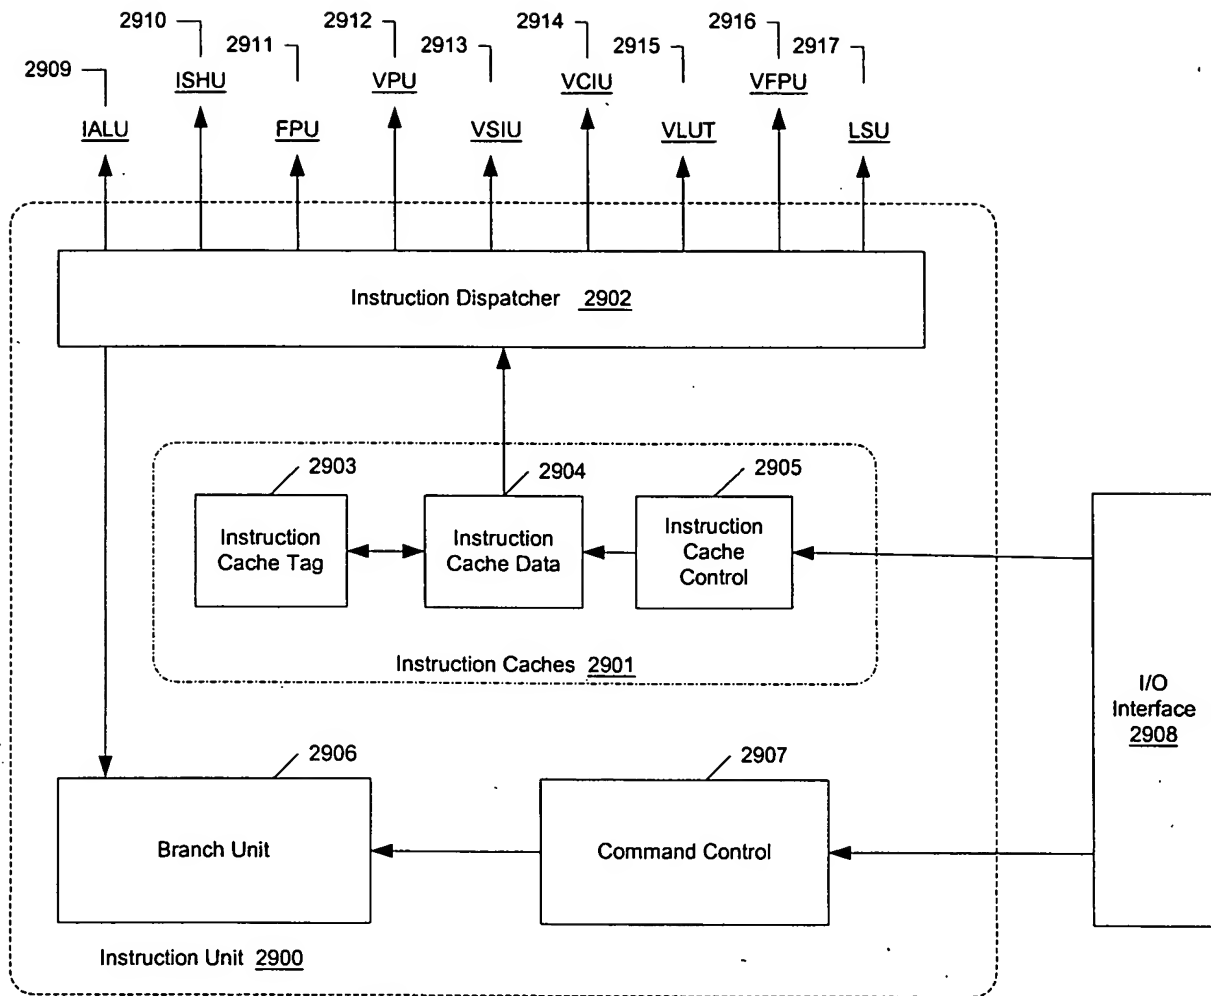 2910
2912
2914
2916
2911
2913
2915
2917
2909
ISHU
VPU
VCIU
VFPU
IALU
FPU
VSIU
VLUT
LSU
Instruction Dispatcher 2902
2903
2904
2905
Instruction
Cache Tag
Instruction
Cache Data
Instruction
Cache
Control
Instruction Caches 2901
I/O
Interface
2908
2906
2907
Branch Unit
Command Control
Instruction Unit 2900